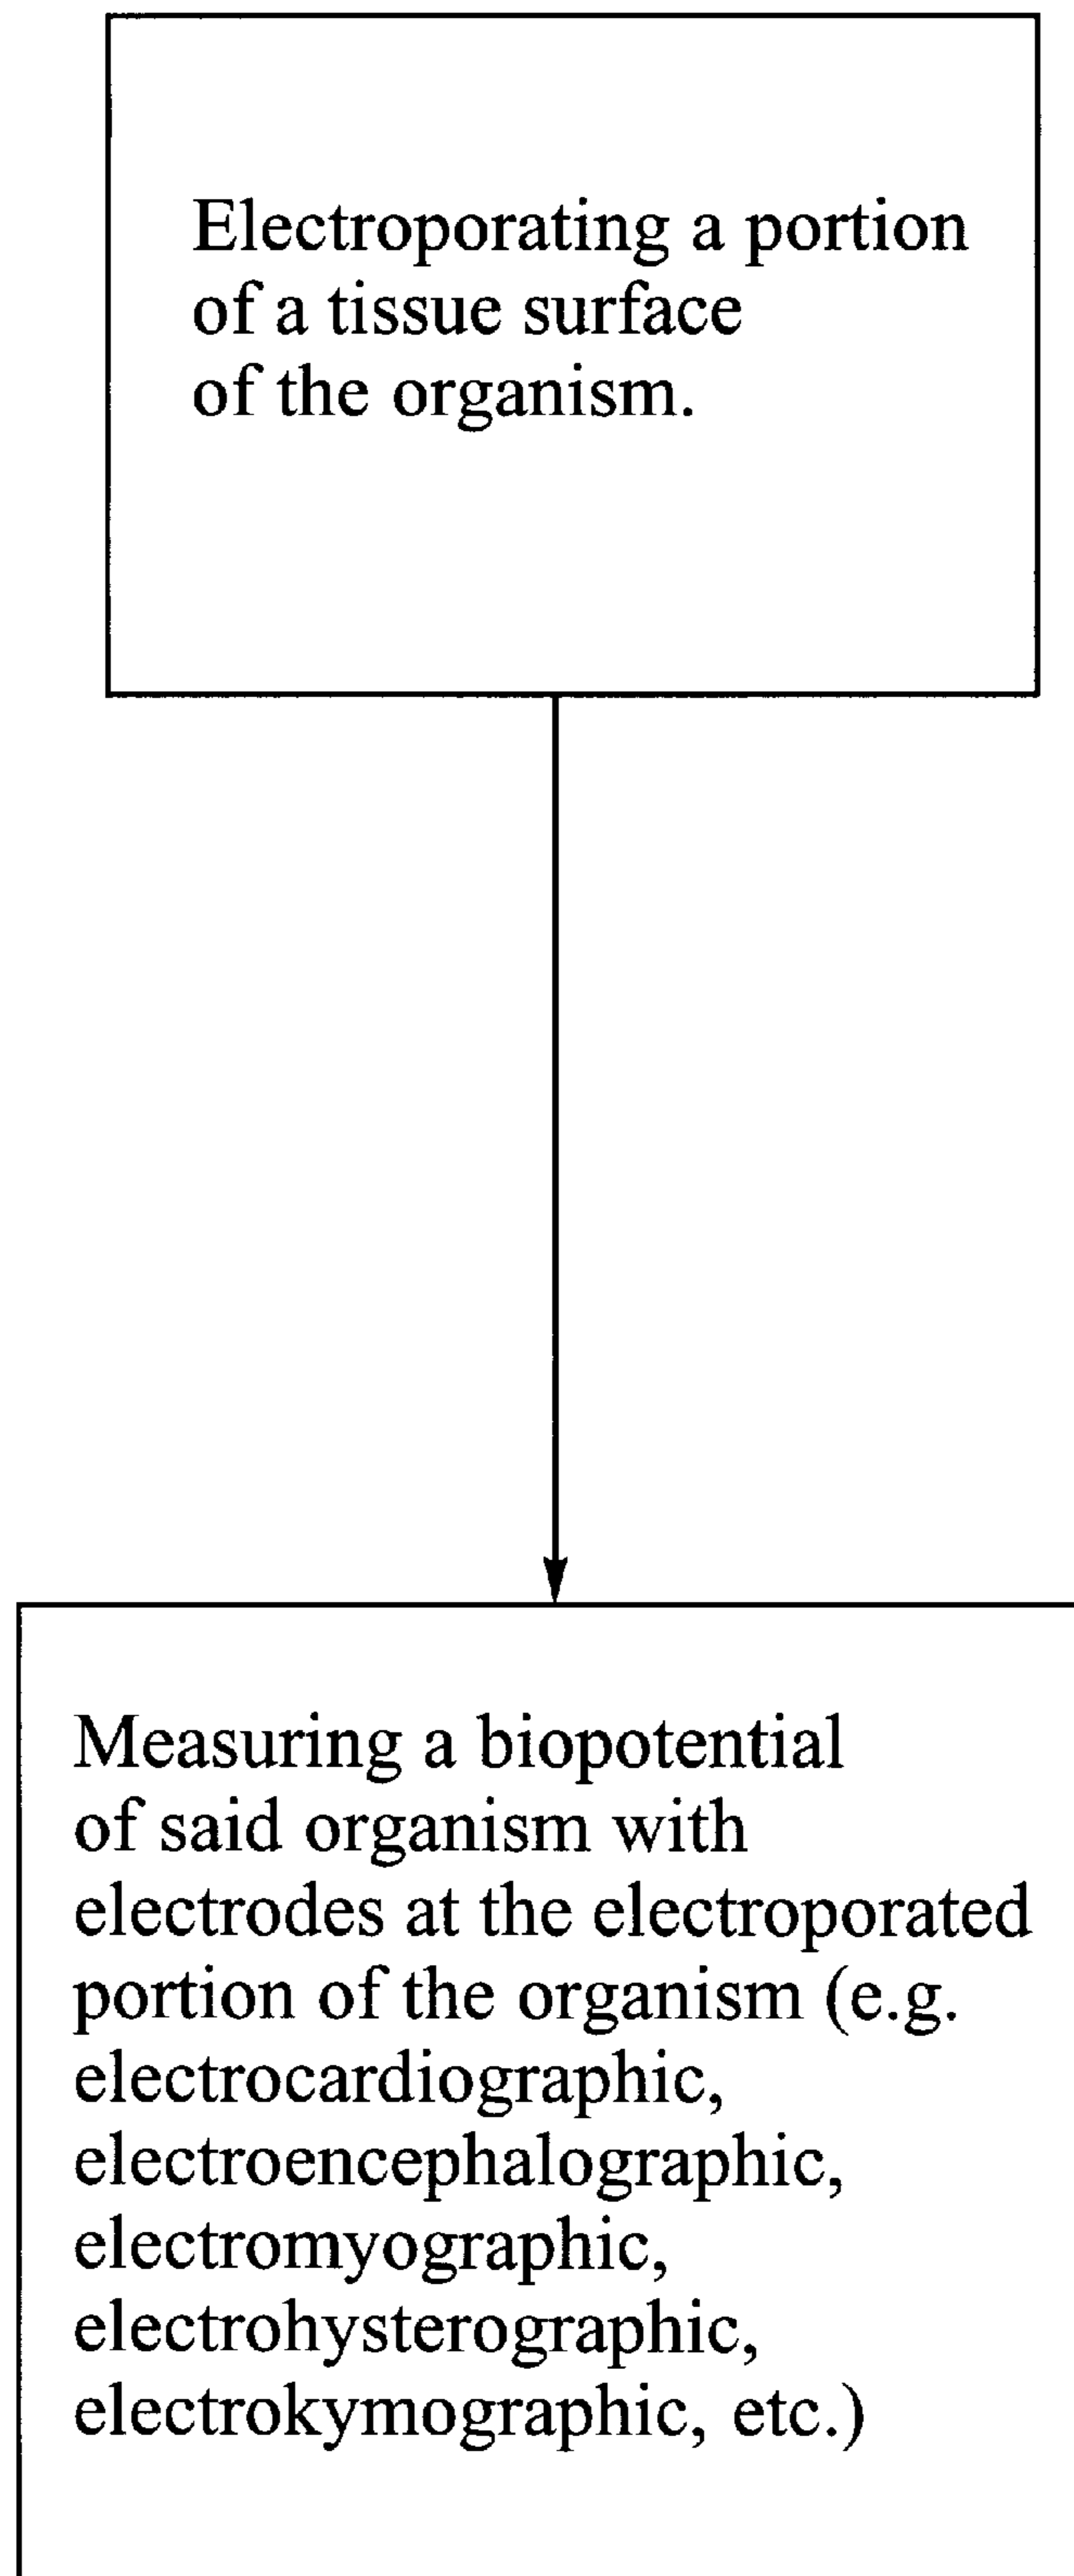 Electroporating a portion
of a tissue surface
of the organism.
Measuring a biopotential
of said organism with
electrodes at the electroporated
portion of the organism (e.g.
electrocardiographic,
electroencephalographic,
electromyographic,
electrohysterographic,
electrokymographic, etc.)